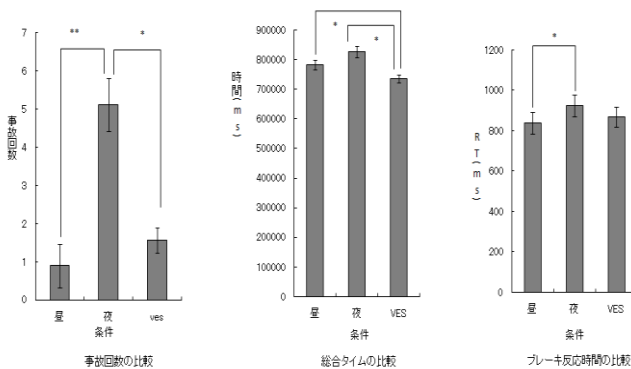 ** *
7
6
5
4
3
2
1
0
事故回数
昼 夜 ves
条件
事故回数の比較
* *
900000
800000
700000
600000
500000
400000
300000
200000
100000
0
時間(ms)
昼 夜 VES
条件
総合タイムの比較
*
1200
1000
800
600
400
200
0
RT(ms)
昼 夜 VES
条件
ブレーキ反応時間の比較